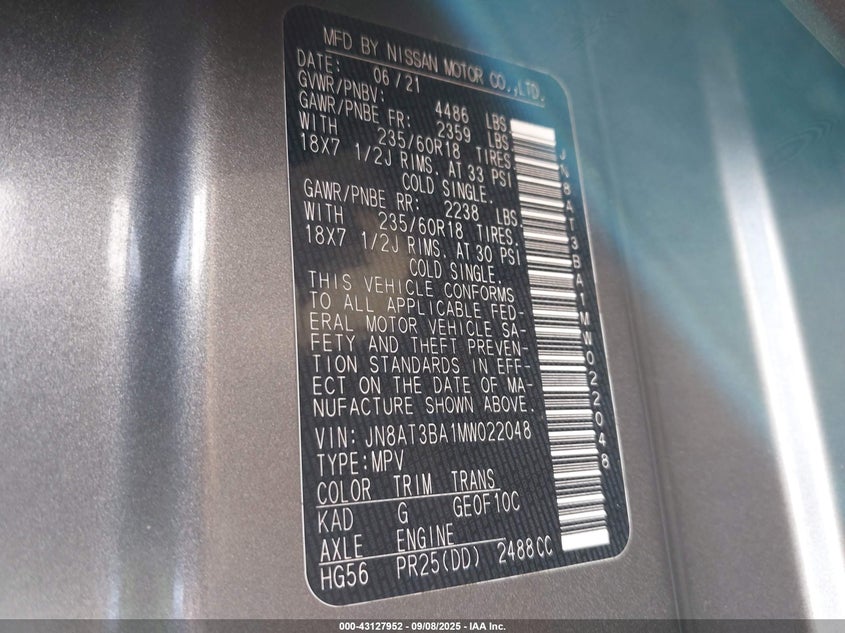 MFD BY NISSAN MOTOR CO.,LTD.
DATE: 06/21
GVWR/PNBV: 4486 LBS
GAWR/PNBE FR: 2359 LBS
WITH 235/60R18 TIRES
18X7 1/2J RIMS. AT 33 PSI
COLD SINGLE.
GAWR/PNBE RR: 2238 LBS
WITH 235/60R18 TIRES.
18X7 1/2J RIMS. AT 30 PSI
COLD SINGLE.
THIS VEHICLE CONFORMS
TO ALL APPLICABLE FED-
ERAL MOTOR VEHICLE SA-
FETY AND THEFT PREVEN-
TION STANDARDS IN EFF-
ECT ON THE DATE OF MA-
NUFACTURE SHOWN ABOVE.
VIN: JN8AT3BA1MW022048
TYPE:MPV
COLOR TRIM TRANS
KAD G GE0F10C
AXLE ENGINE
HG56 PR25(DD) 2488CC
JN8AT3BA1MW022048
000-43127952 - 09/08/2025 - IAA Inc.